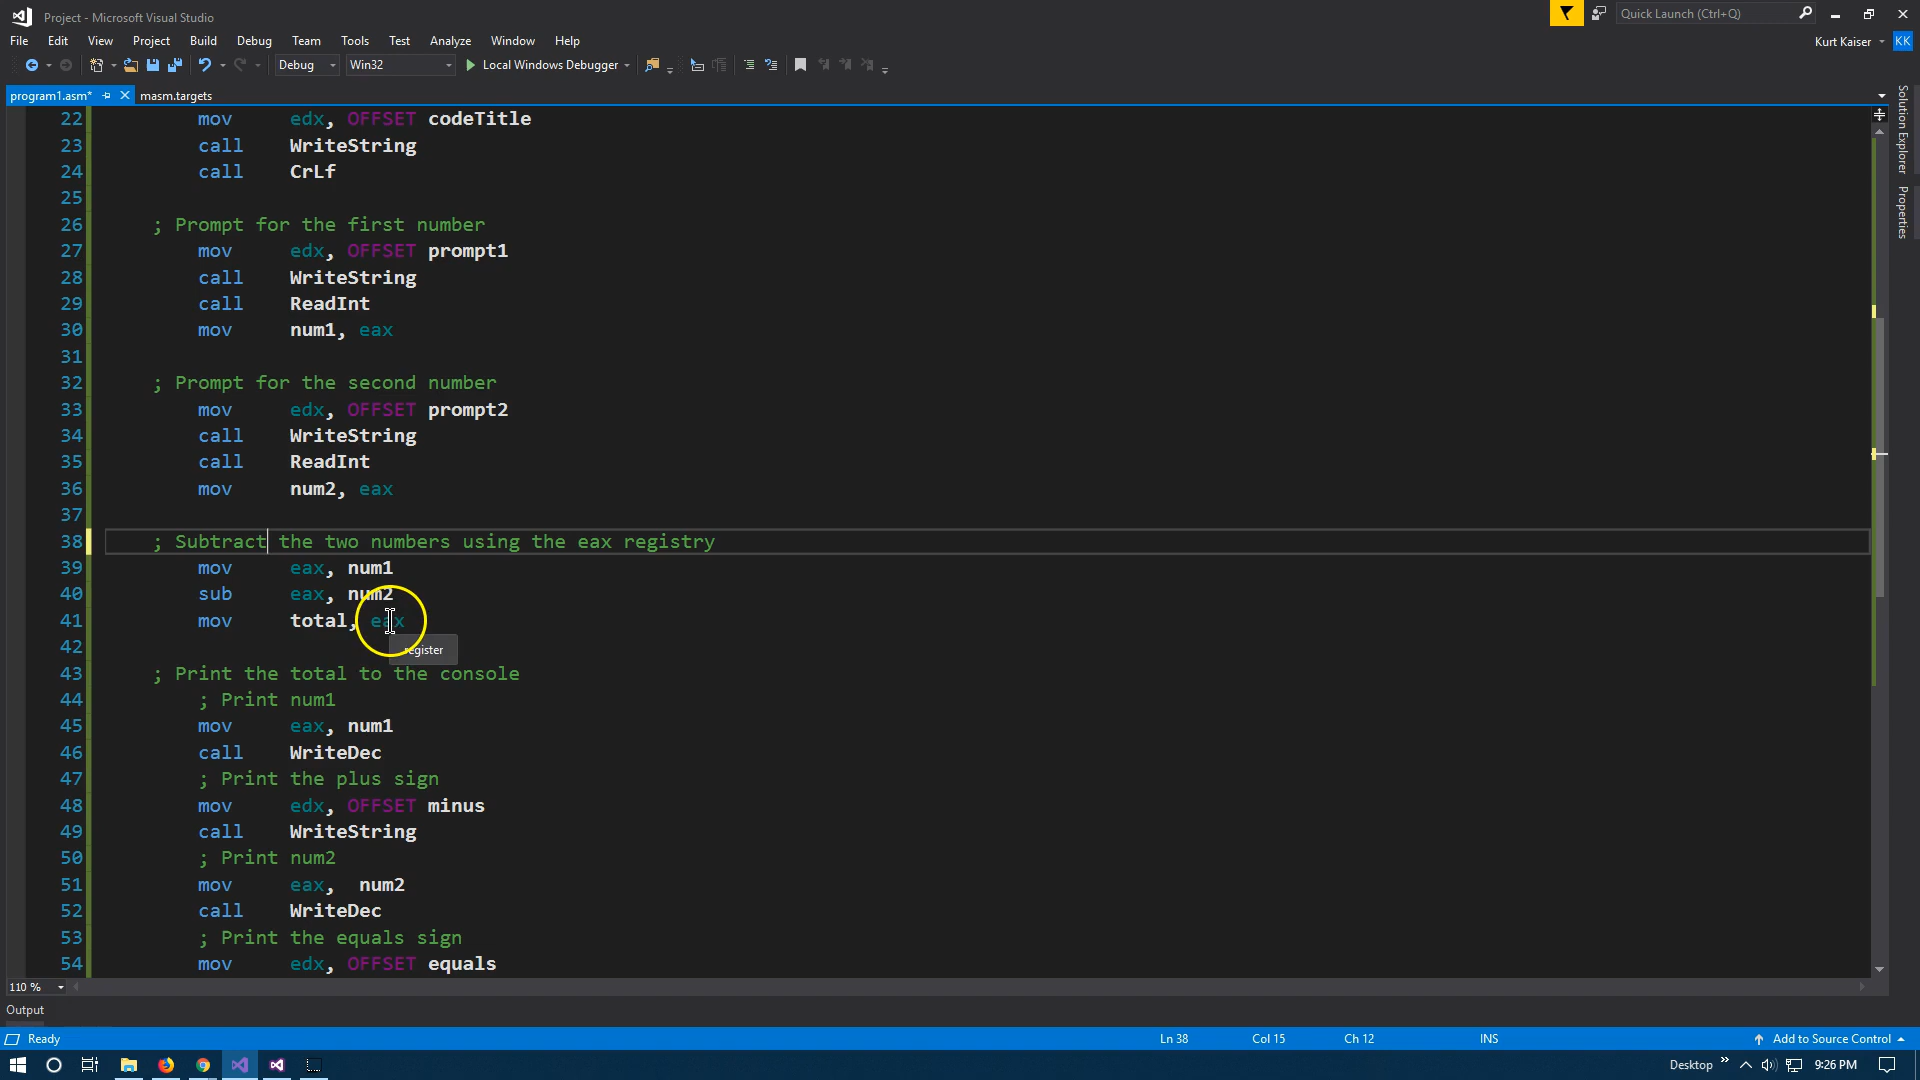 Project - Microsoft Visual Studio
Quick Launch (Ctrl+Q)
File Edit View Project Build Debug Team Tools Test Analyze Window Help
Kurt Kaiser KK
Debug Win32 Local Windows Debugger
program1.asm* masm.targets
Solution Explorer
Properties
22 mov edx, OFFSET codeTitle
23 call WriteString
24 call CrLf
25
26 ; Prompt for the first number
27 mov edx, OFFSET prompt1
28 call WriteString
29 call ReadInt
30 mov num1, eax
31
32 ; Prompt for the second number
33 mov edx, OFFSET prompt2
34 call WriteString
35 call ReadInt
36 mov num2, eax
37
38 ; Subtract the two numbers using the eax registry
39 mov eax, num1
40 sub eax, num2
41 mov total, eax
register
42
43 ; Print the total to the console
44 ; Print num1
45 mov eax, num1
46 call WriteDec
47 ; Print the plus sign
48 mov edx, OFFSET minus
49 call WriteString
50 ; Print num2
51 mov eax, num2
52 call WriteDec
53 ; Print the equals sign
54 mov edx, OFFSET equals
110 %
Output
Ready Ln 38 Col 15 Ch 12 INS Add to Source Control
Desktop 9:26 PM